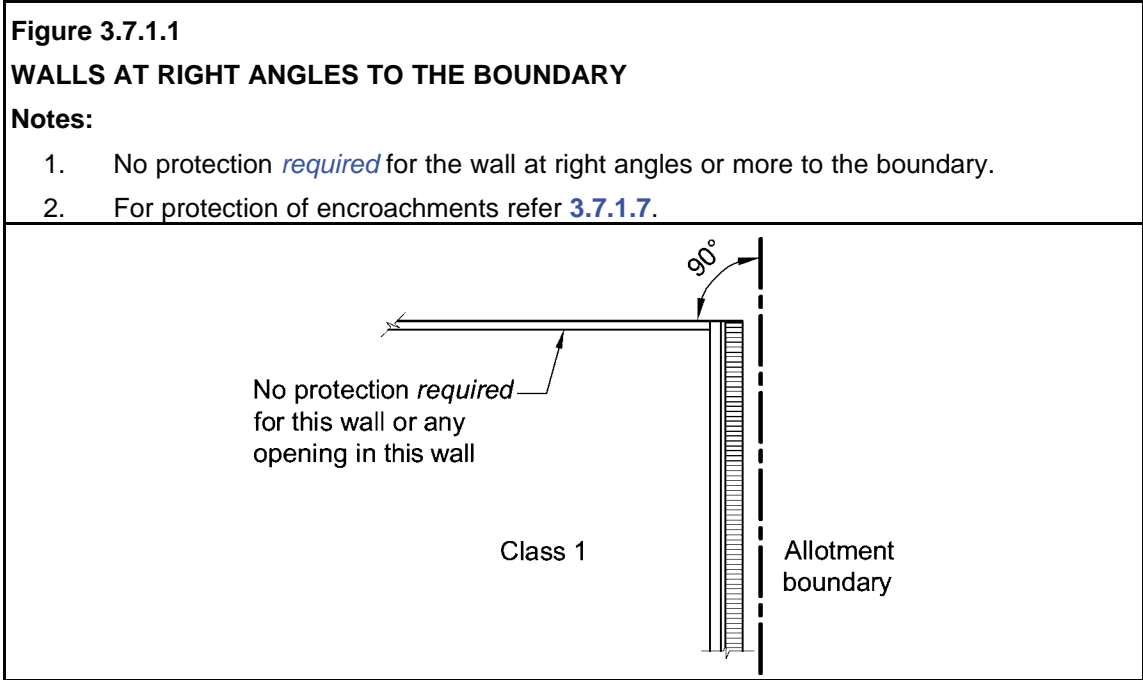 Figure 3.7.1.1
WALLS AT RIGHT ANGLES TO THE BOUNDARY
Notes:
1. No protection required for the wall at right angles or more to the boundary.
2. For protection of encroachments refer 3.7.1.7.
90°
No protection required
for this wall or any
opening in this wall
Class 1
Allotment
boundary